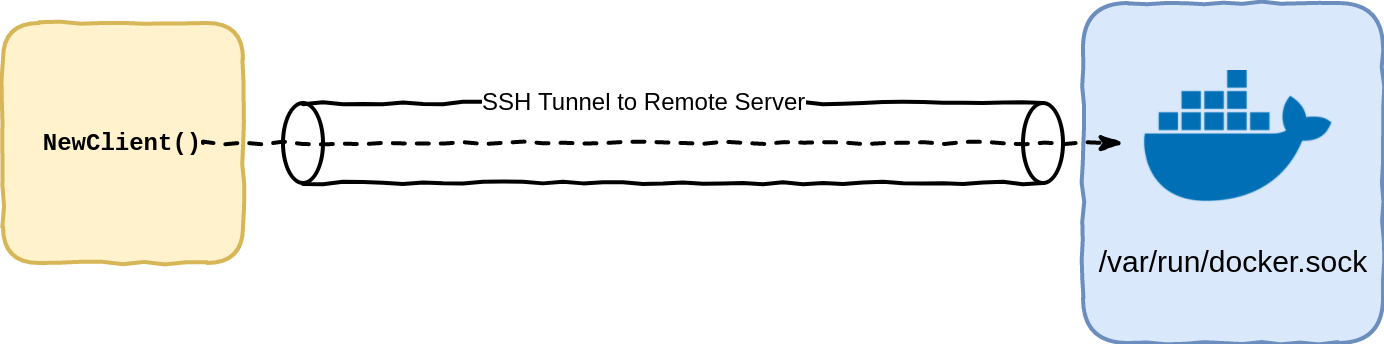 SSH Tunnel to Remote Server
NewClient()
/var/run/docker.sock